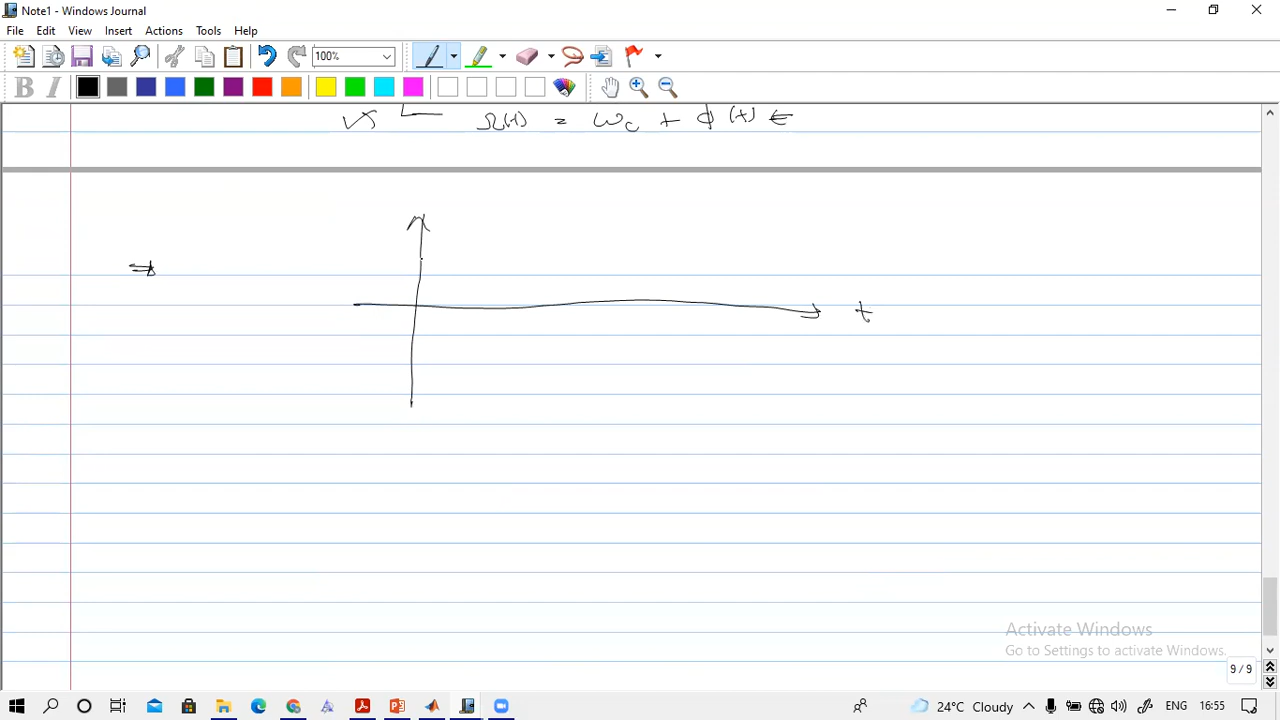 Note1 - Windows Journal
File Edit View Insert Actions Tools Help
100%
B I
Ω(t) = ωc + ϕ (t) ∈
⇒
t
Activate Windows
Go to Settings to activate Windows.
9 / 9
24°C Cloudy ENG 16:55